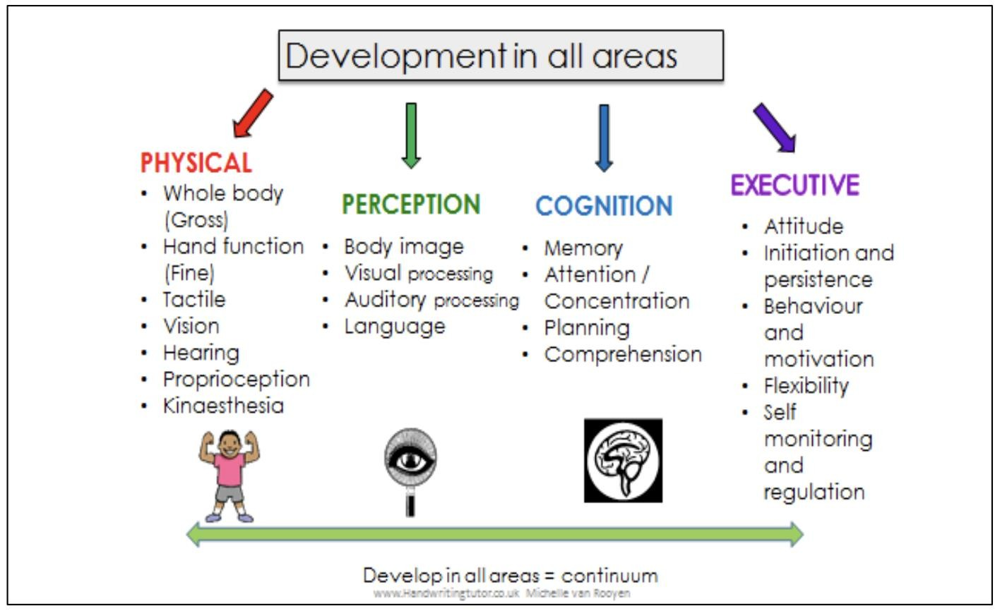 Development in all areas
PHYSICAL
• Whole body
(Gross)
• Hand function
(Fine)
• Tactile
• Vision
• Hearing
• Proprioception
• Kinaesthesia
PERCEPTION
• Body image
• Visual processing
• Auditory processing
• Language
COGNITION
• Memory
• Attention /
Concentration
• Planning
• Comprehension
EXECUTIVE
• Attitude
• Initiation and
persistence
• Behaviour
and
motivation
• Flexibility
• Self
monitoring
and
regulation
Develop in all areas = continuum
www.Handwritingtutor.co.uk Michelle van Rooyen